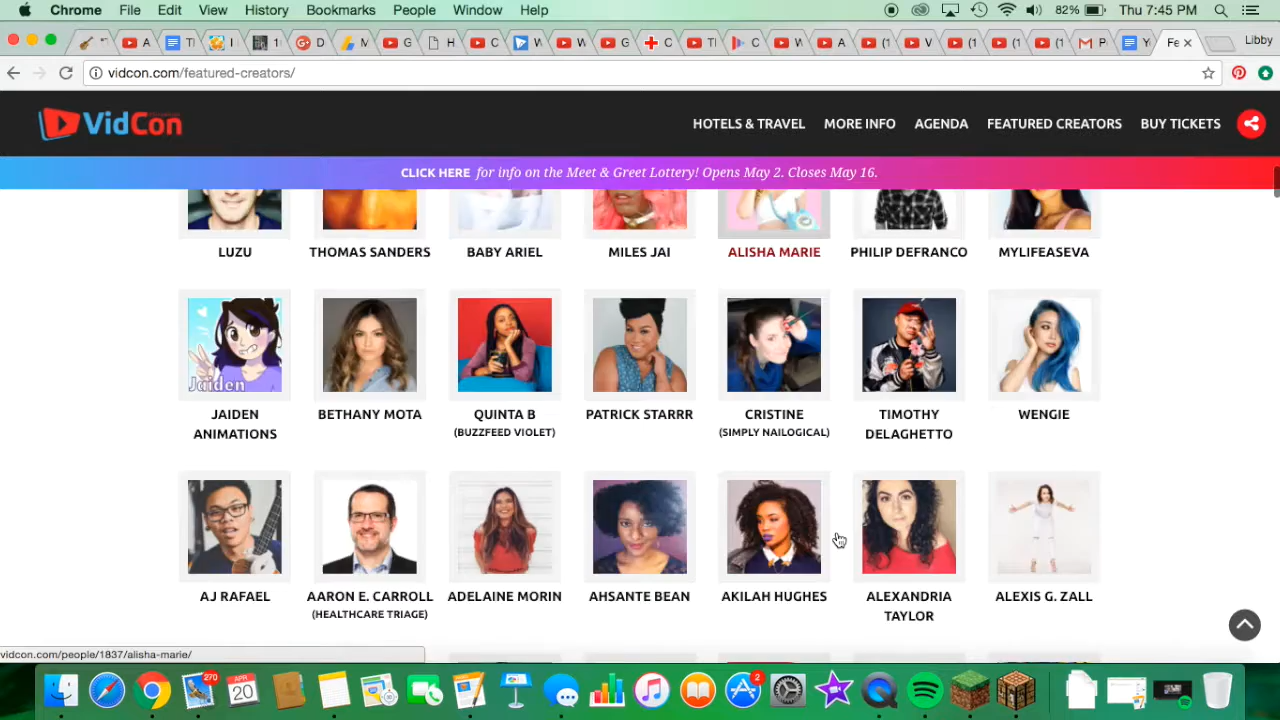 Chrome File Edit View History Bookmarks People Window Help 82% Thu 7:45 PM
Libby
vidcon.com/featured-creators/
VidCon HOTELS & TRAVEL MORE INFO AGENDA FEATURED CREATORS BUY TICKETS
CLICK HERE for info on the Meet & Greet Lottery! Opens May 2. Closes May 16.
LUZU THOMAS SANDERS BABY ARIEL MILES JAI ALISHA MARIE PHILIP DEFRANCO MYLIFEASEVA
Jaiden
JAIDEN ANIMATIONS
BETHANY MOTA
QUINTA B
(BUZZFEED VIOLET)
PATRICK STARRR
CRISTINE
(SIMPLY NAILOGICAL)
TIMOTHY
DELAGHETTO
WENGIE
AJ RAFAEL
AARON E. CARROLL
(HEALTHCARE TRIAGE)
ADELAINE MORIN
AHSANTE BEAN
AKILAH HUGHES
ALEXANDRIA
TAYLOR
ALEXIS G. ZALL
vidcon.com/people/1837/alisha-marie/
270
APR
20
2